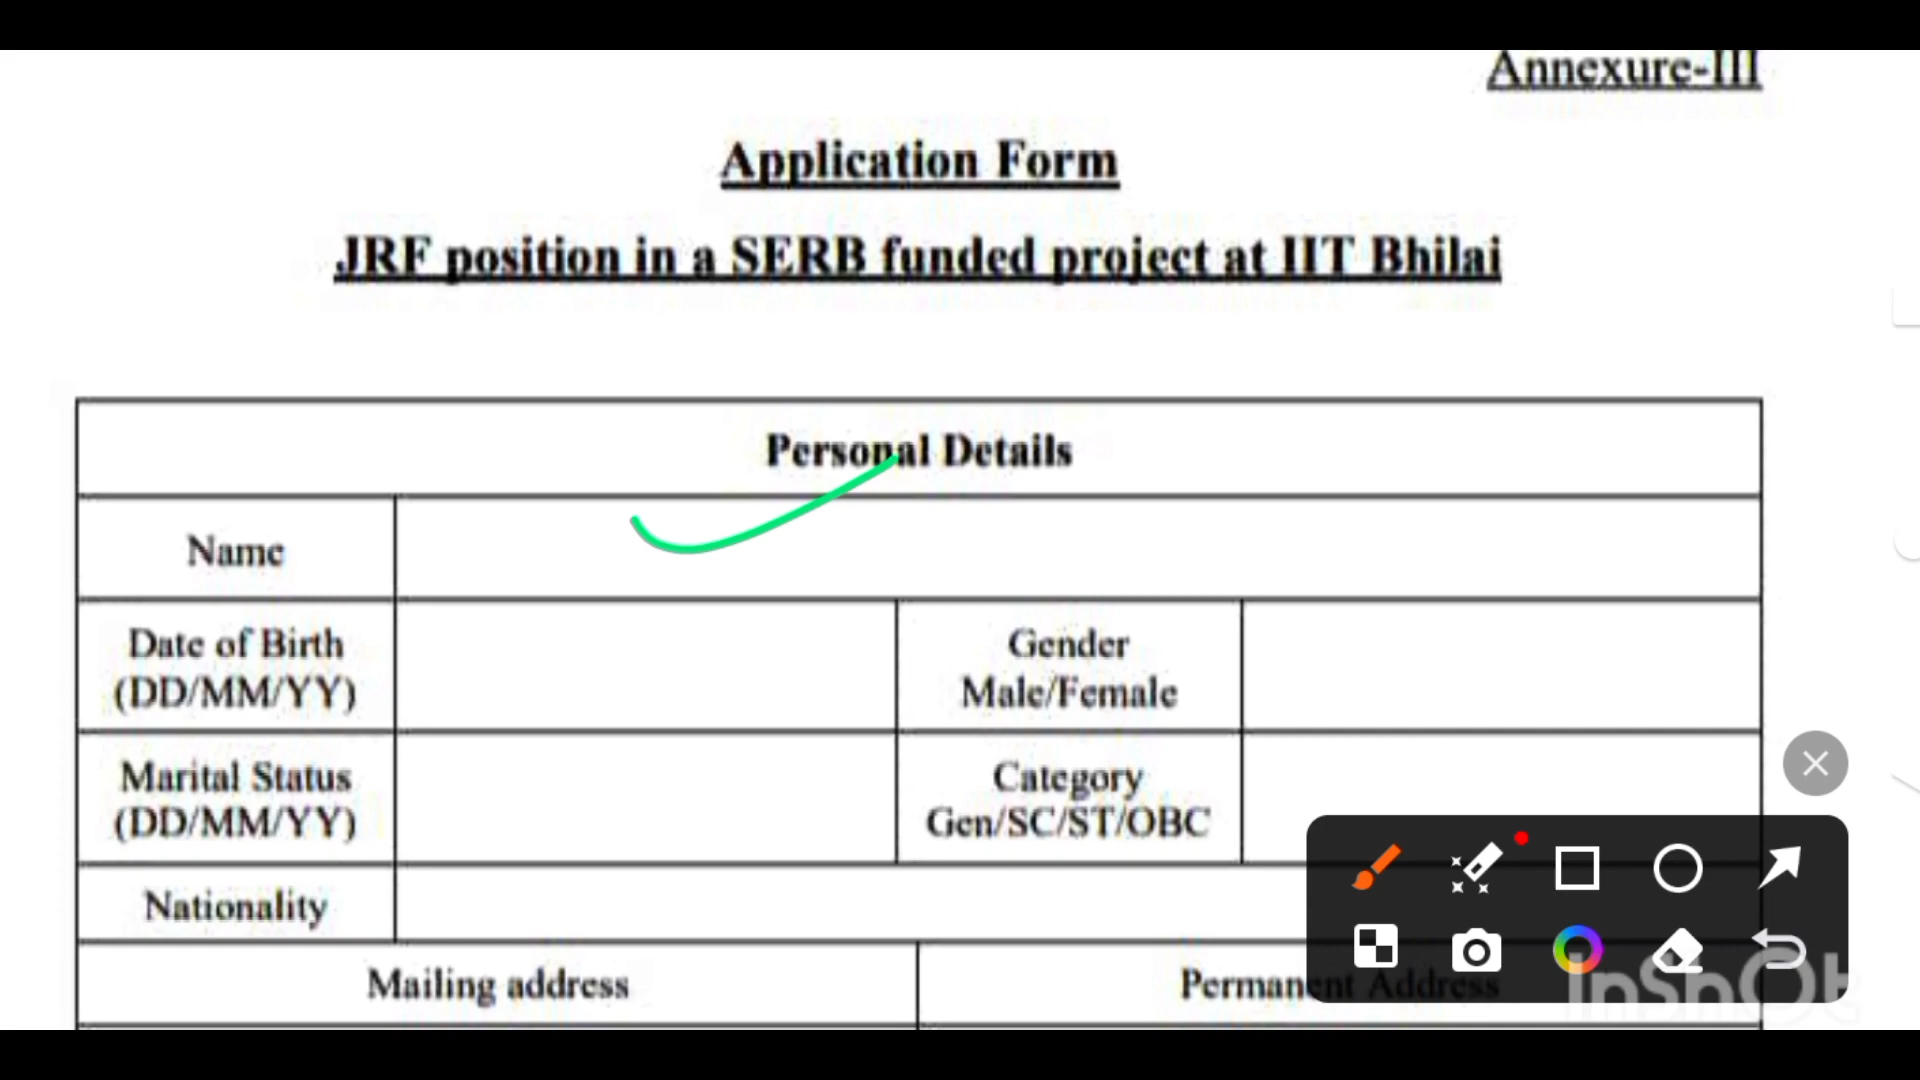 Annexure-III
Application Form
JRF position in a SERB funded project at IIT Bhilai
Personal Details
Name
Date of Birth
(DD/MM/YY)
Gender
Male/Female
Marital Status
(DD/MM/YY)
Category
Gen/SC/ST/OBC
Nationality
Mailing address
Permanent Address
InShOt